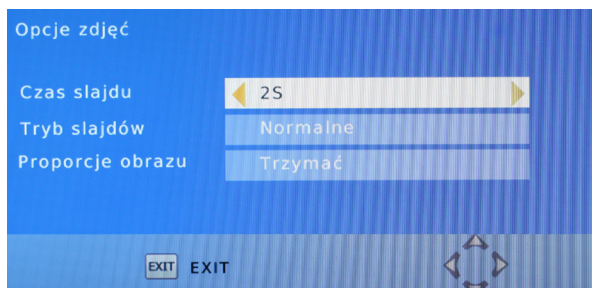 Opcje zdjęć
Czas slajdu 2S
Tryb slajdów Normalne
Proporcje obrazu Trzymać
EXIT EXIT